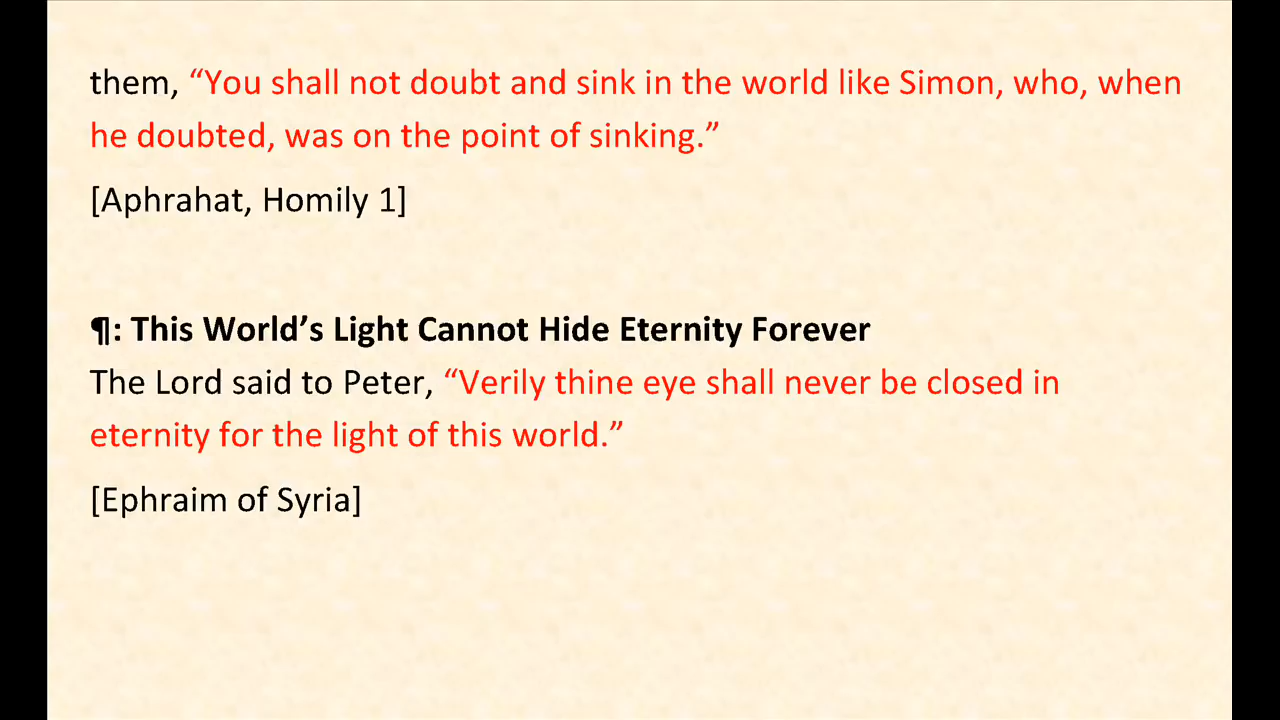 them, “You shall not doubt and sink in the world like Simon, who, when
he doubted, was on the point of sinking.”
[Aphrahat, Homily 1]
¶: This World’s Light Cannot Hide Eternity Forever
The Lord said to Peter, “Verily thine eye shall never be closed in
eternity for the light of this world.”
[Ephraim of Syria]